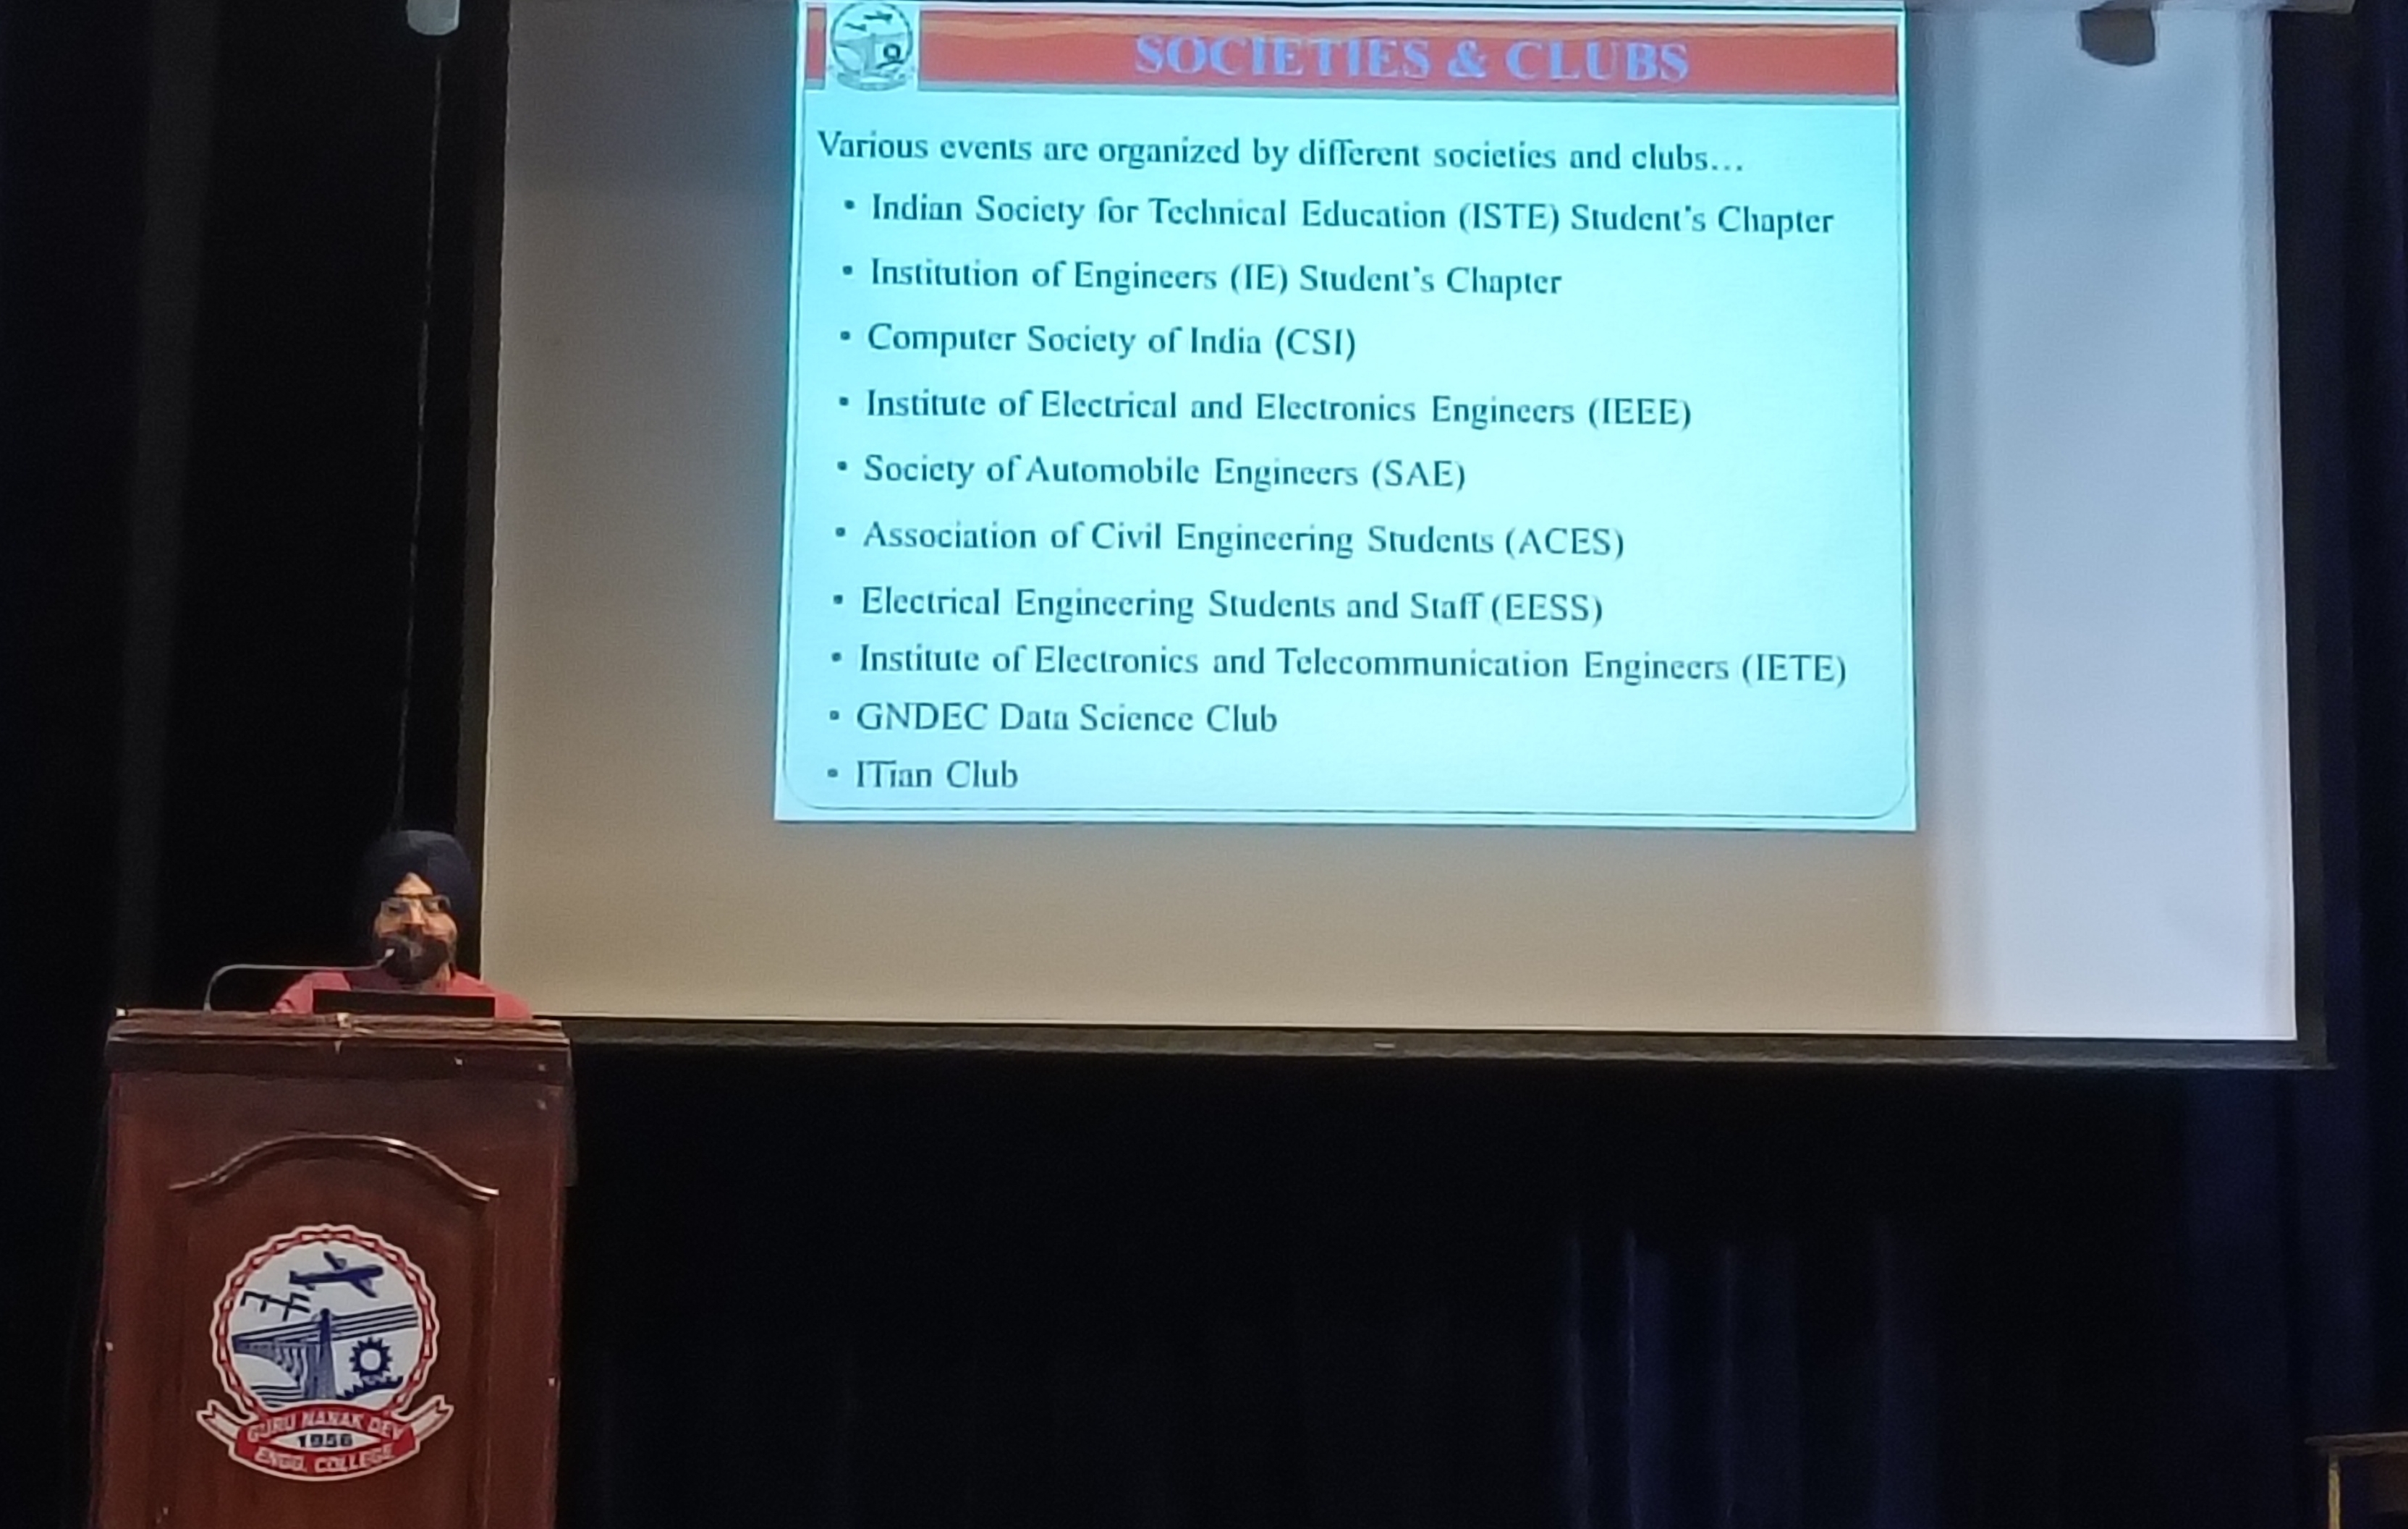 SOCIETIES & CLUBS
Various events are organized by different societies and clubs...
• Indian Society for Technical Education (ISTE) Student's Chapter
• Institution of Engineers (IE) Student's Chapter
• Computer Society of India (CSI)
• Institute of Electrical and Electronics Engineers (IEEE)
• Society of Automobile Engineers (SAE)
• Association of Civil Engineering Students (ACES)
• Electrical Engineering Students and Staff (EESS)
• Institute of Electronics and Telecommunication Engineers (IETE)
• GNDEC Data Science Club
• ITian Club
GURU NANAK DEV
1956
ENGG. COLLEGE